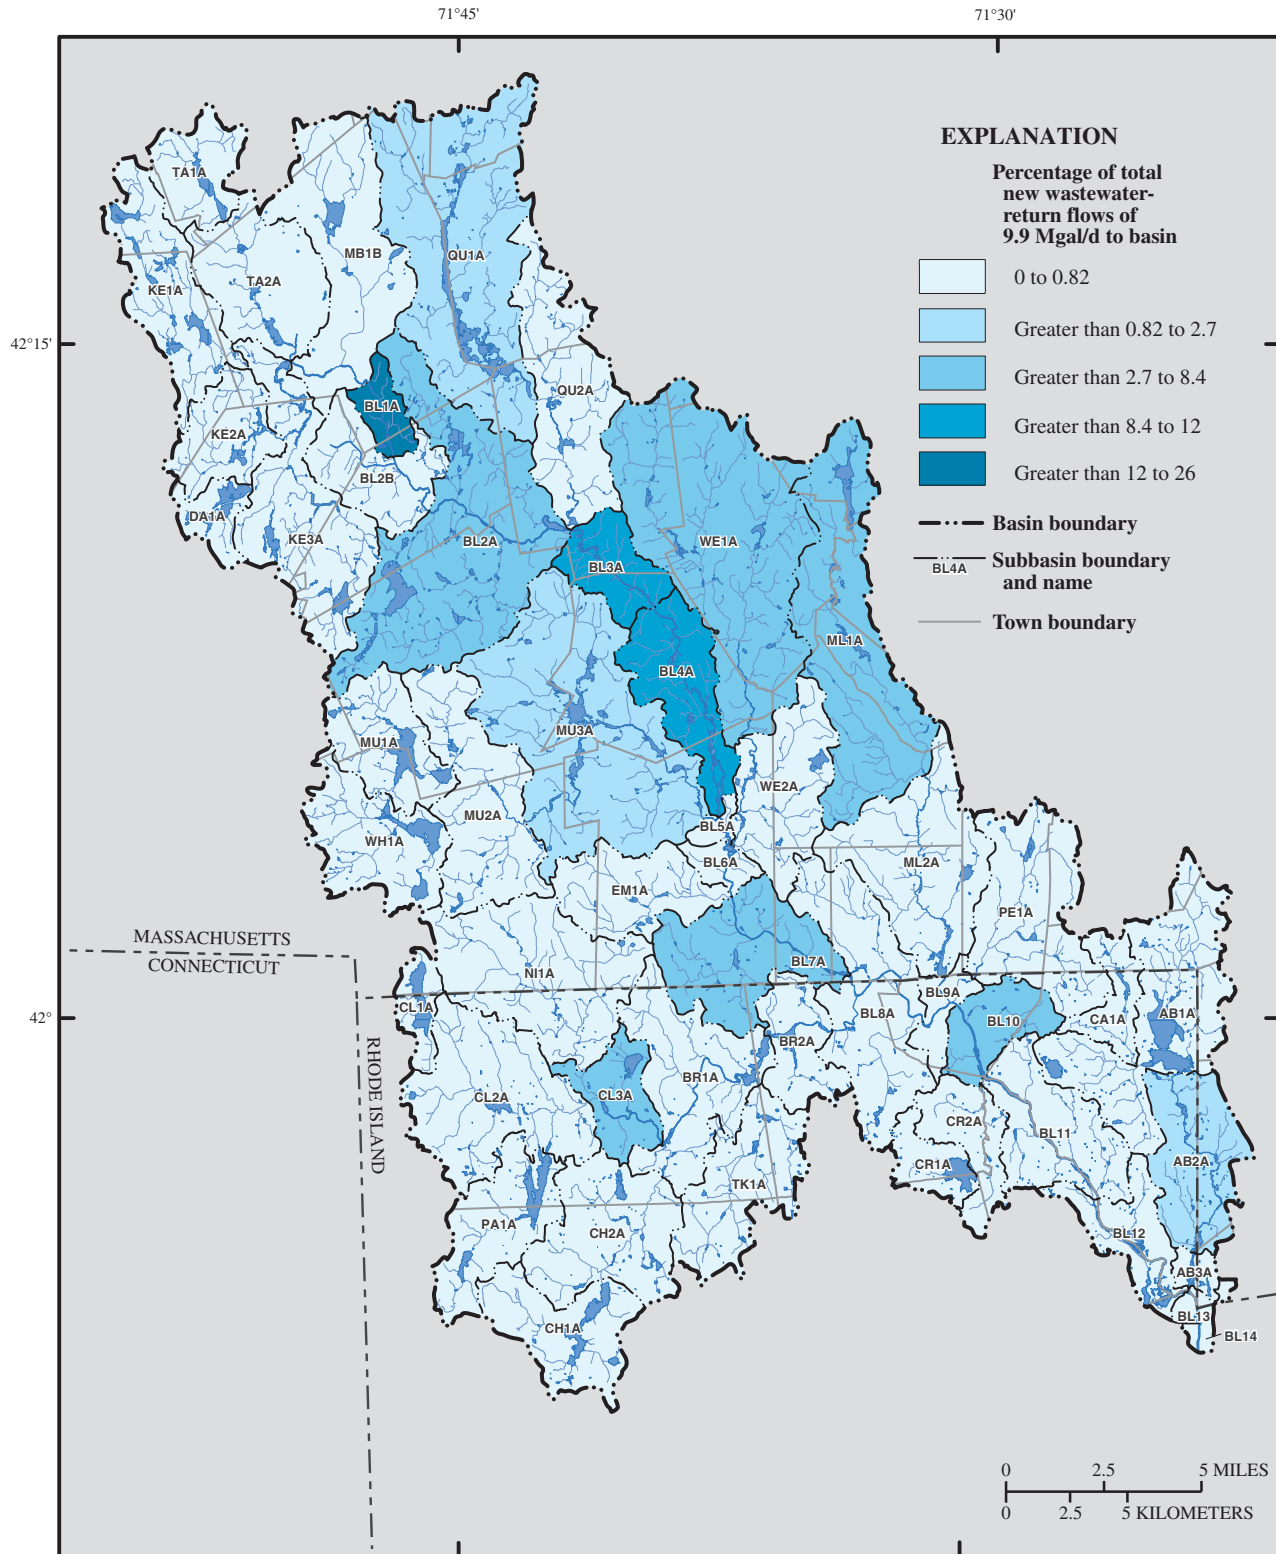 71°45'
71°30'
42°15'
42°
EXPLANATION
Percentage of total
new wastewater-
return flows of
9.9 Mgal/d to basin
0 to 0.82
Greater than 0.82 to 2.7
Greater than 2.7 to 8.4
Greater than 8.4 to 12
Greater than 12 to 26
Basin boundary
BL4A
Subbasin boundary
and name
Town boundary
TA1A
MB1B
QU1A
TA2A
KE1A
QU2A
BL1A
KE2A
BL2B
DA1A
KE3A
BL2A
WE1A
BL3A
ML1A
BL4A
MU3A
MU1A
WE2A
MU2A
BL5A
WH1A
BL6A
ML2A
EM1A
PE1A
MASSACHUSETTS
CONNECTICUT
RHODE ISLAND
BL7A
NI1A
BL9A
CL1A
BL8A
BL10
CA1A
AB1A
BR2A
BR1A
CL3A
CL2A
CR2A
BL11
CR1A
AB2A
TK1A
PA1A
CH2A
BL12
AB3A
BL13
CH1A
BL14
0 2.5 5 MILES
0 2.5 5 KILOMETERS